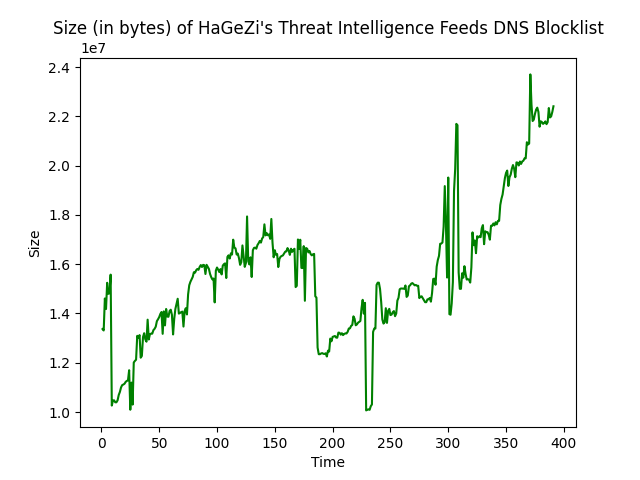 Size (in bytes) of HaGeZi's Threat Intelligence Feeds DNS Blocklist
1e7
2.4
2.2
2.0
1.8
1.6
1.4
1.2
1.0
Size
0 50 100 150 200 250 300 350 400
Time